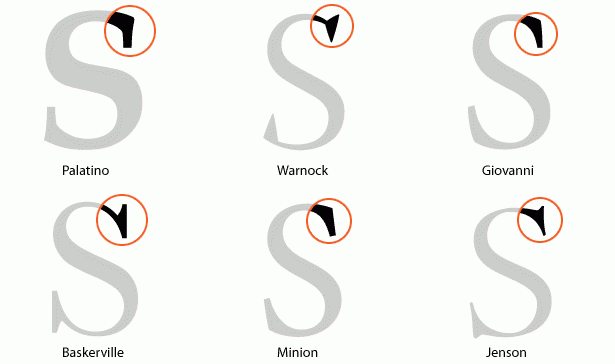 S S S
Palatino Warnock Giovanni
S S S
Baskerville Minion Jenson